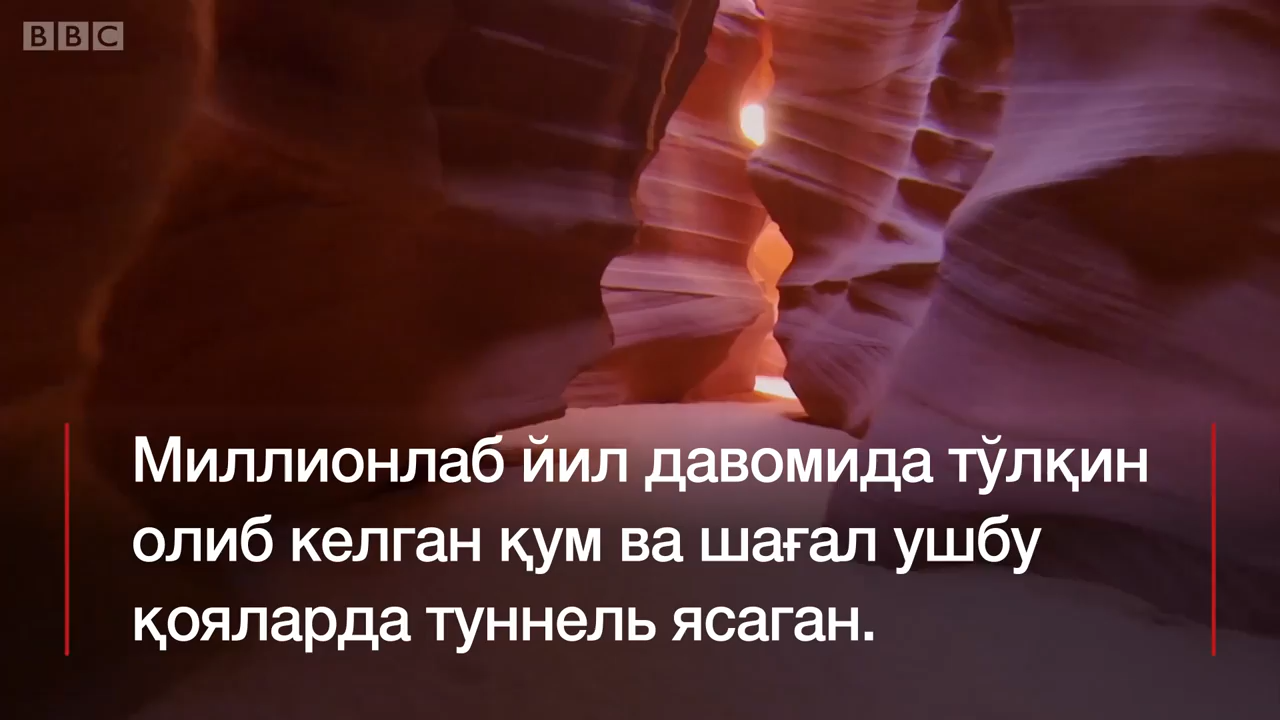 BBC
Миллионлаб йил давомида тўлқин
олиб келган қум ва шағал ушбу
қояларда туннель ясаган.